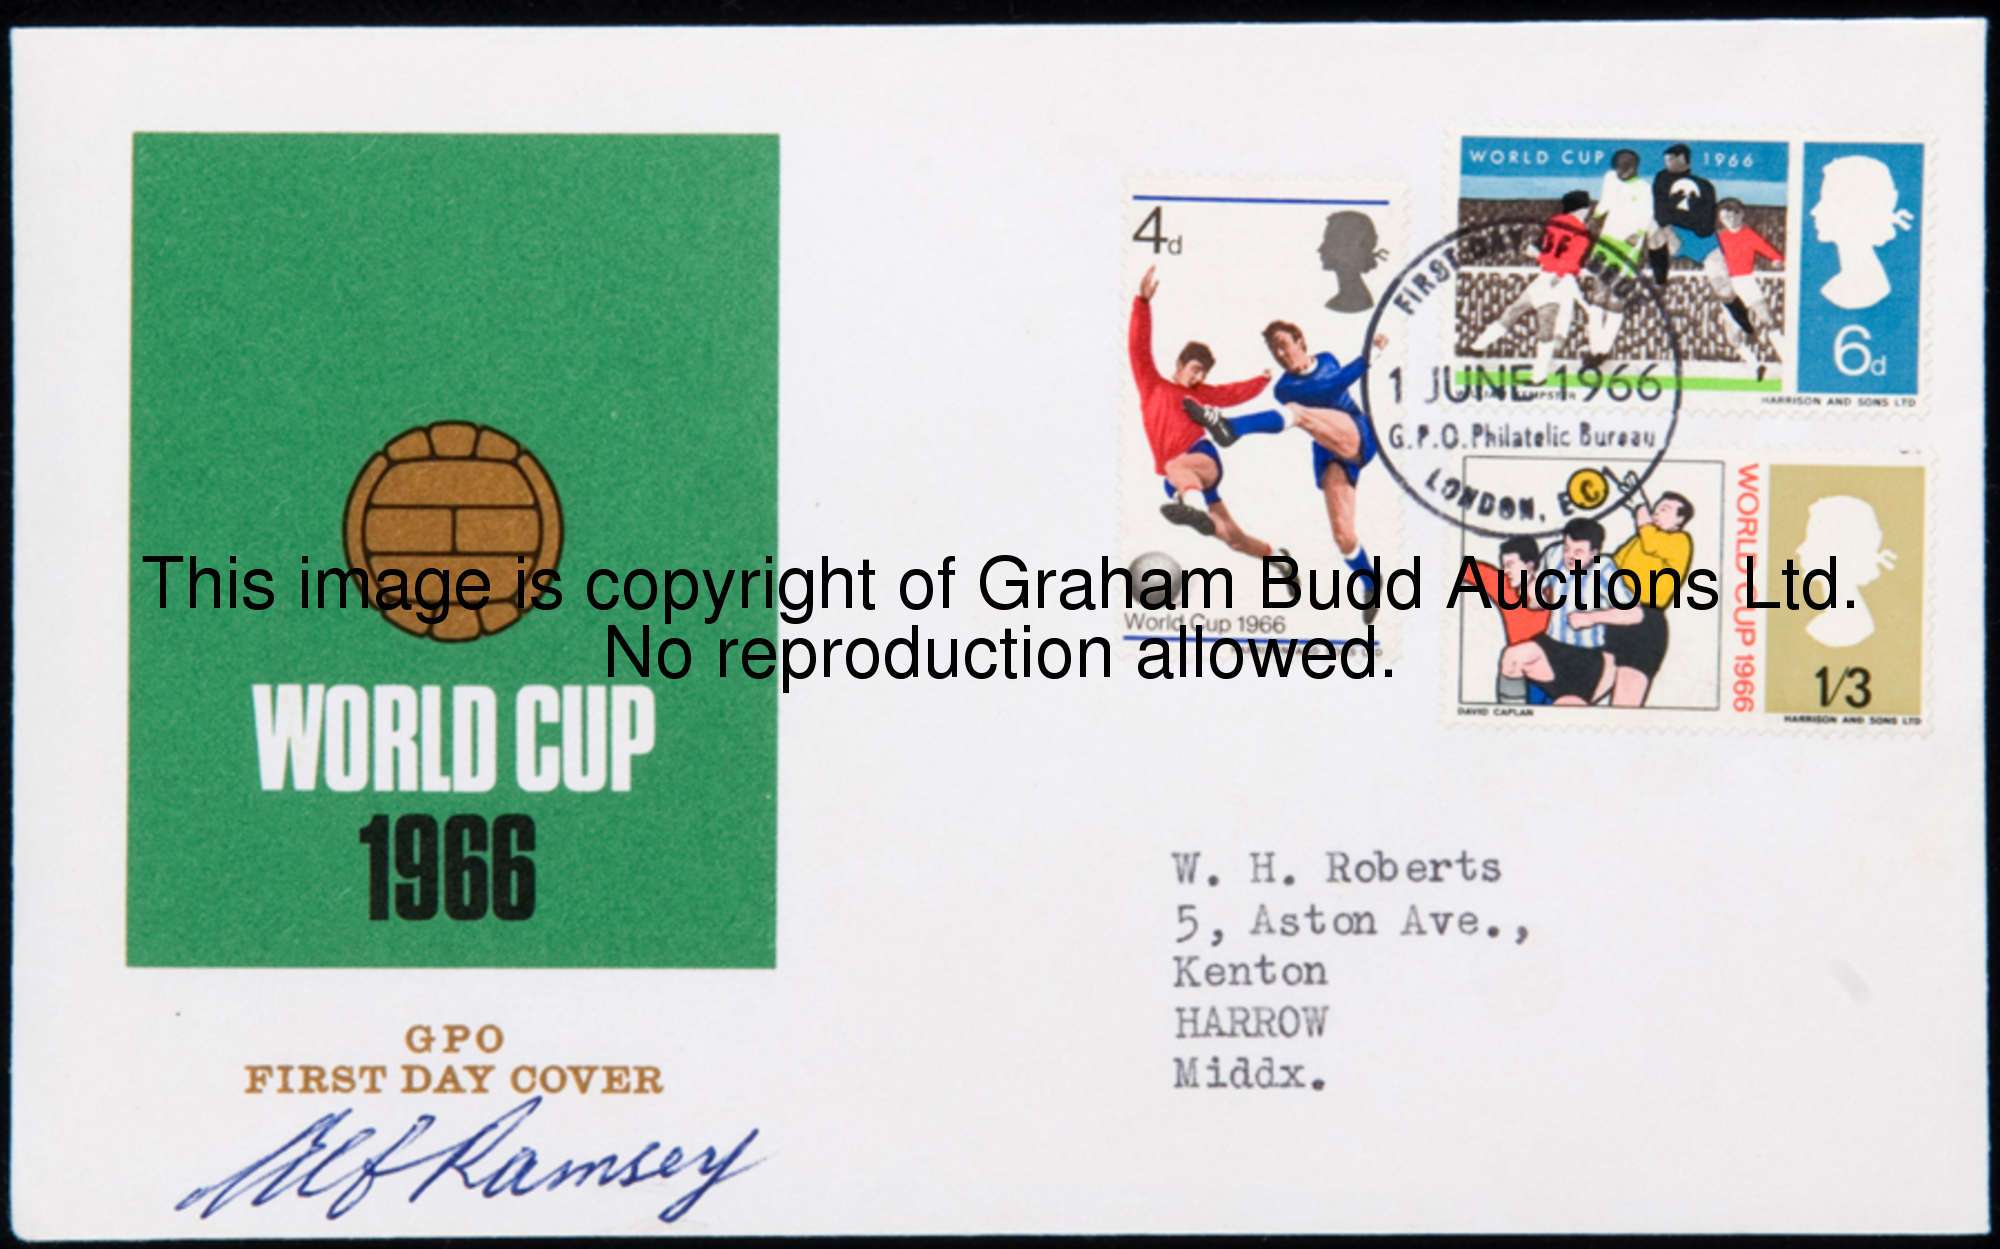 WORLD CUP
1966
GPO
FIRST DAY COVER
Alf Ramsey
4d
World Cup 1966
WORLD CUP 1966
6d
HARRISON AND SONS LTD
FIRST DAY OF ISSUE
1 JUNE 1966
G.P.O. Philatelic Bureau
LONDON, EC1
WORLD CUP 1966
1/3
DAVID CAPLAN
HARRISON AND SONS LTD
This image is copyright of Graham Budd Auctions Ltd.
No reproduction allowed.
W. H. Roberts
5, Aston Ave.,
Kenton
HARROW
Middx.